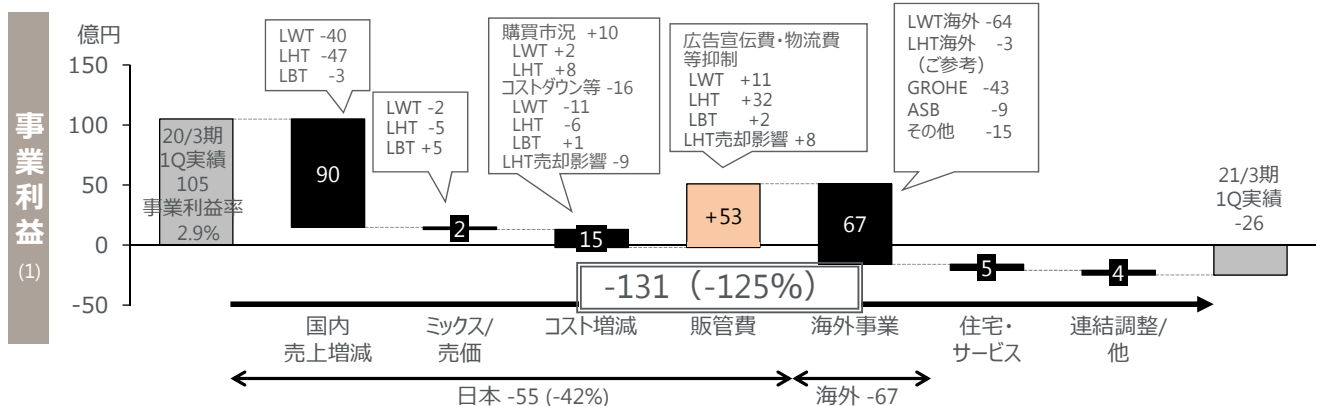 事業利益
(1)
億円
150
100
50
0
-50
20/3期
1Q実績
105
事業利益率
2.9%
LWT -40
LHT -47
LBT -3
90
LWT -2
LHT -5
LBT +5
2
購買市況 +10
LWT +2
LHT +8
コストダウン等 -16
LWT -11
LHT -6
LBT +1
LHT売却影響 -9
15
広告宣伝費・物流費
等抑制
LWT +11
LHT +32
LBT +2
LHT売却影響 +8
+53
LWT海外 -64
LHT海外 -3
（ご参考）
GROHE -43
ASB -9
その他 -15
67
5
4
21/3期
1Q実績
-26
-131（-125%）
国内
売上増減
ミックス/
売価
コスト増減
販管費
海外事業
住宅・
サービス
連結調整/
他
日本 -55 (-42%)
海外 -67